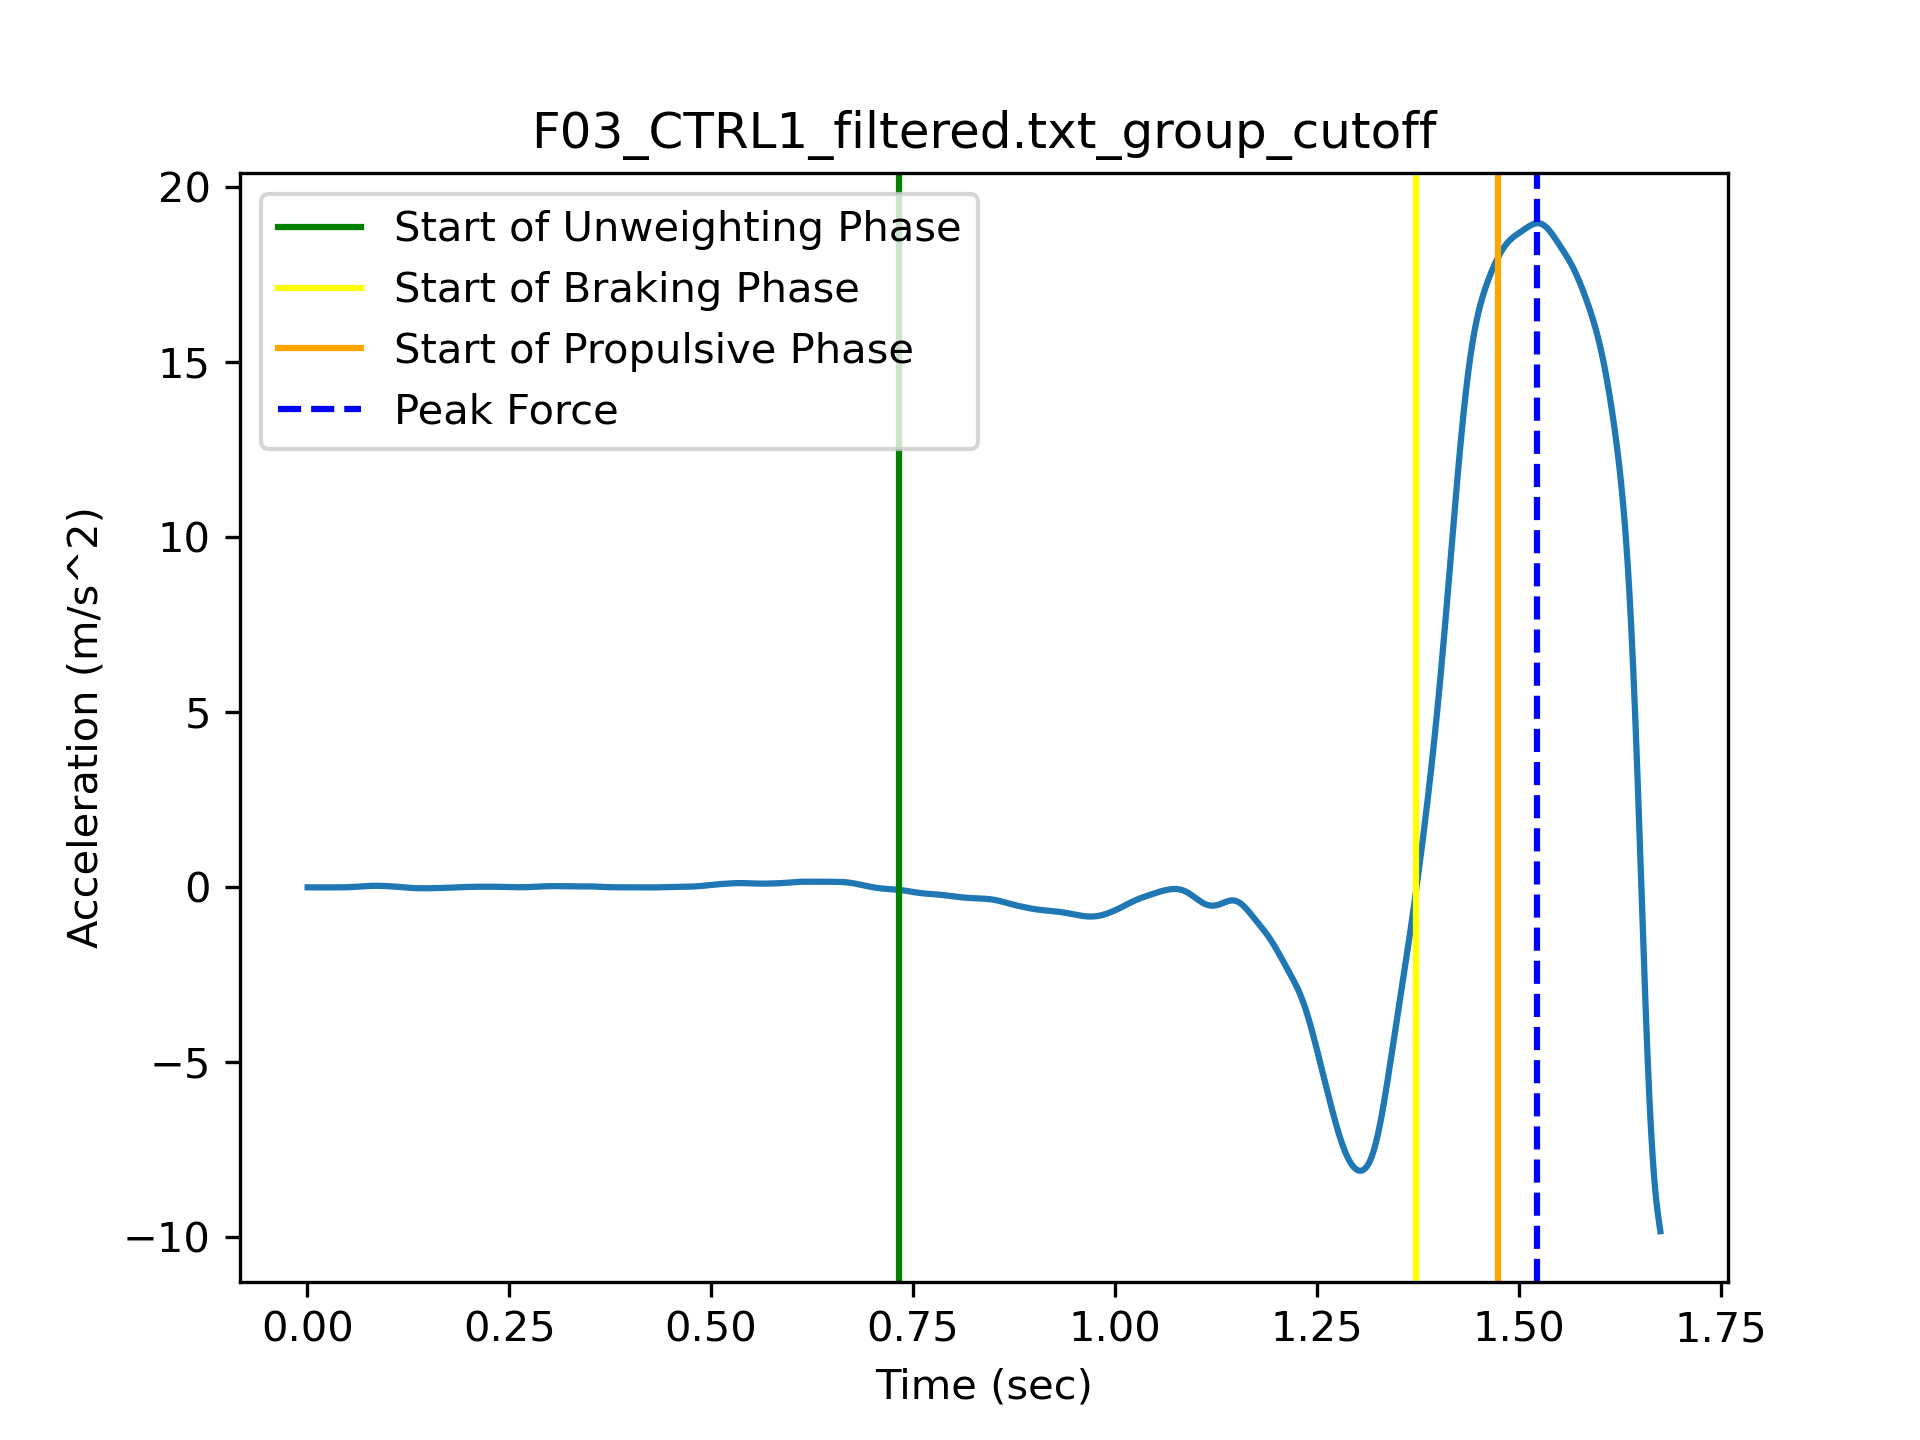 F03_CTRL1_filtered.txt_group_cutoff
Start of Unweighting Phase
Start of Braking Phase
Start of Propulsive Phase
Peak Force
20
15
10
5
0
−5
−10
Acceleration (m/s^2)
0.00 0.25 0.50 0.75 1.00 1.25 1.50 1.75
Time (sec)